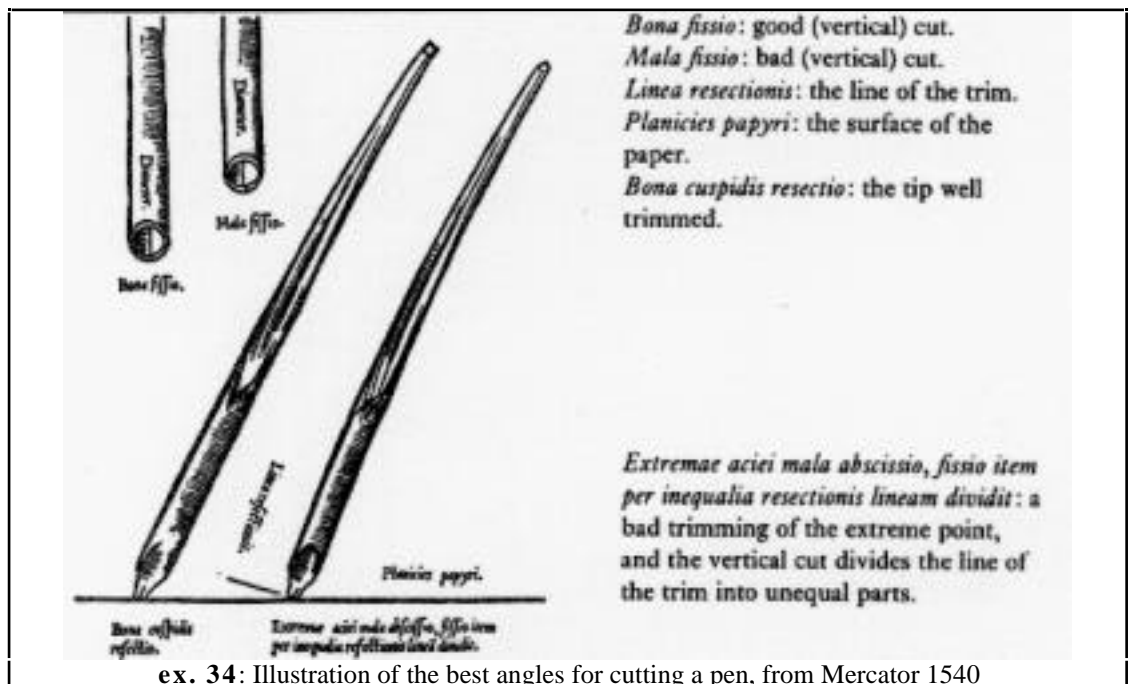 Bona fissio: good (vertical) cut.
Mala fissio: bad (vertical) cut.
Linea resectionis: the line of the trim.
Planicies papyri: the surface of the
paper.
Bona cuspidis resectio: the tip well
trimmed.
Extremae aciei mala abscissio, fissio item
per inequalia resectionis lineam dividit: a
bad trimming of the extreme point,
and the vertical cut divides the line of
the trim into unequal parts.
Planicies papyri.
ex. 34: Illustration of the best angles for cutting a pen, from Mercator 1540